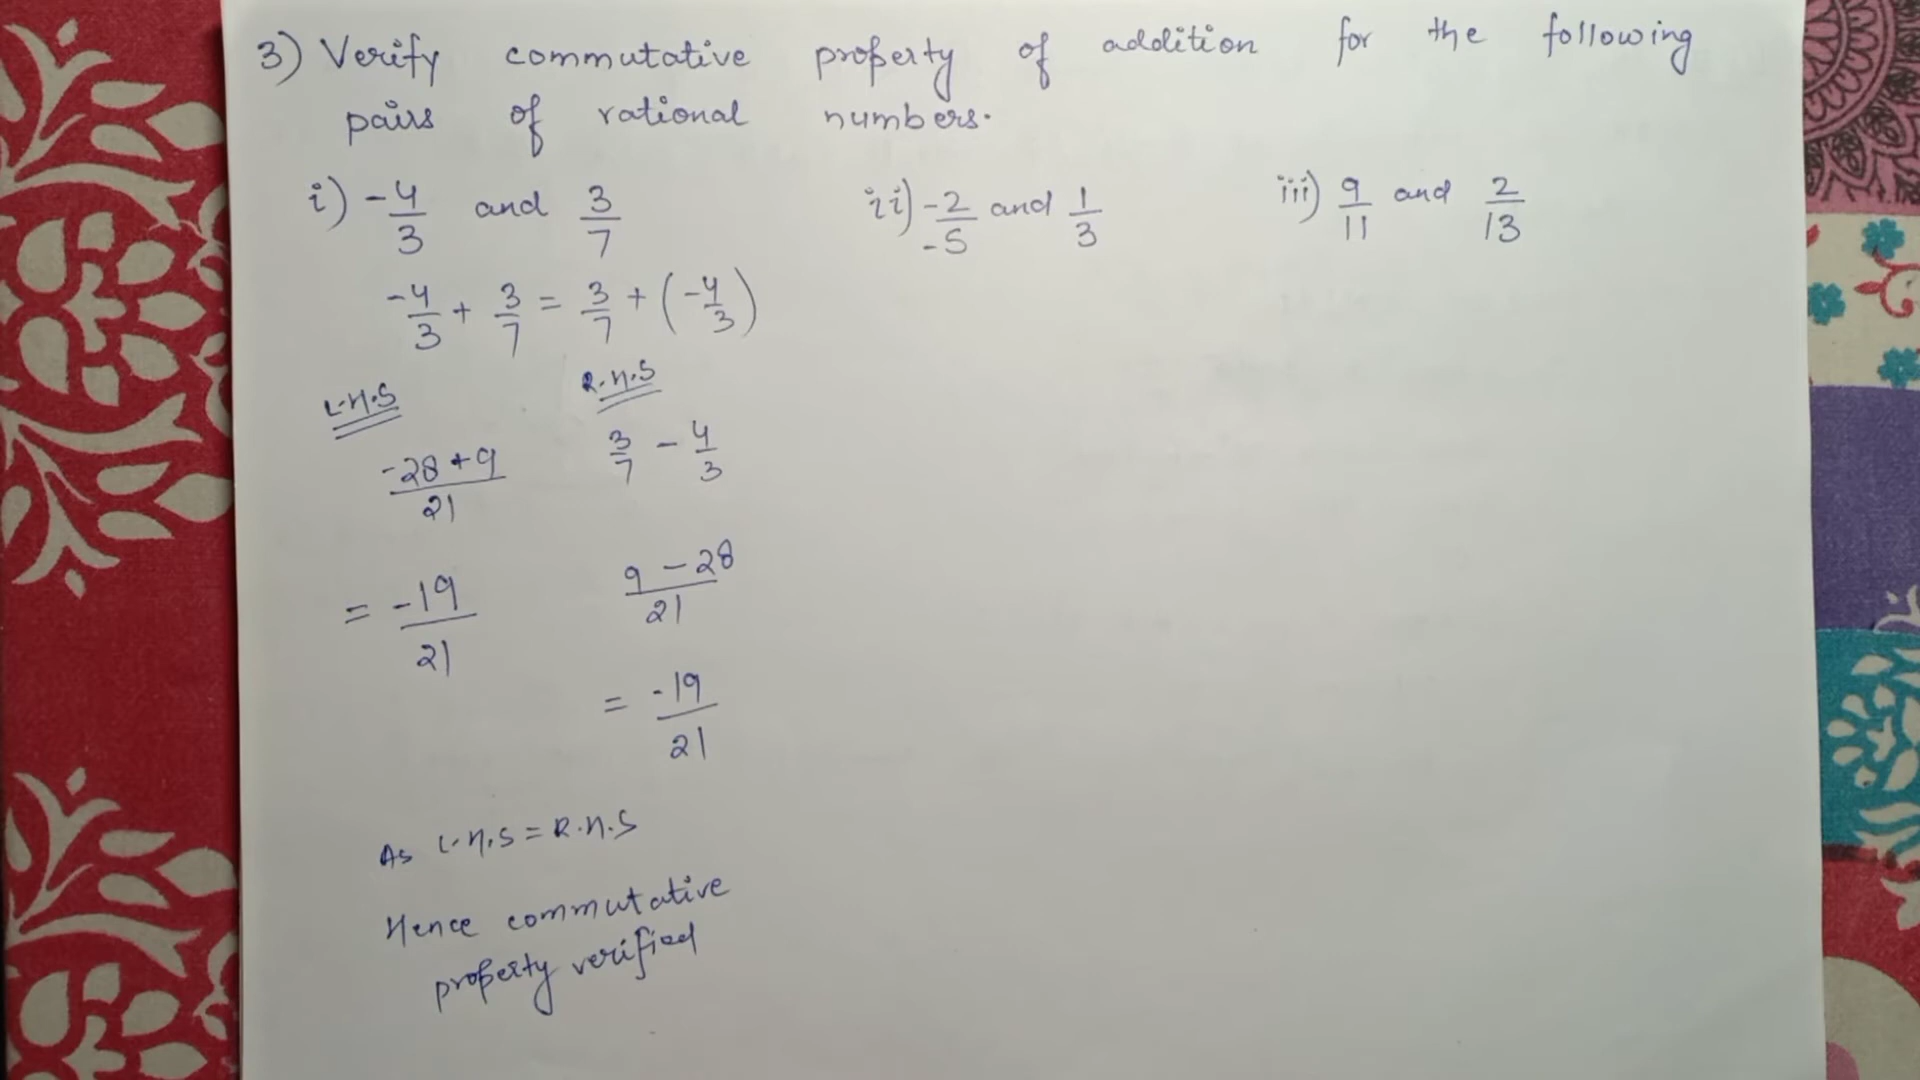 3) Verify commutative property of addition for the following
pairs of rational numbers.
i) -4/3 and 3/7 ii) -2/-5 and 1/3 iii) 9/11 and 2/13
-4/3 + 3/7 = 3/7 + (-4/3)
L.H.S R.H.S
-28+9/21 3/7 - 4/3
= -19/21 9-28/21
= -19/21
As L.H.S = R.H.S
Hence commutative
property verified